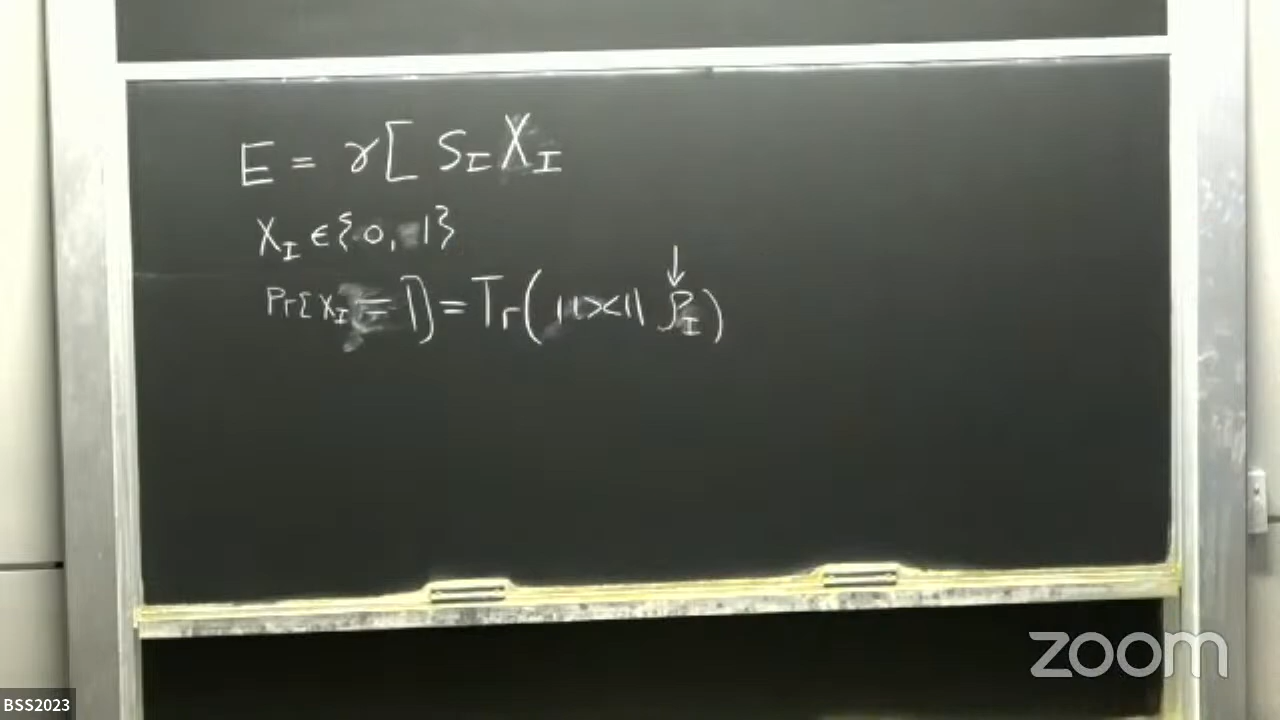 E = γ[ S_I X_I
X_I ∈ {0, 1}
Pr[X_I = 1] = Tr( |1><1| ρ_I )
zoom
BSS2023